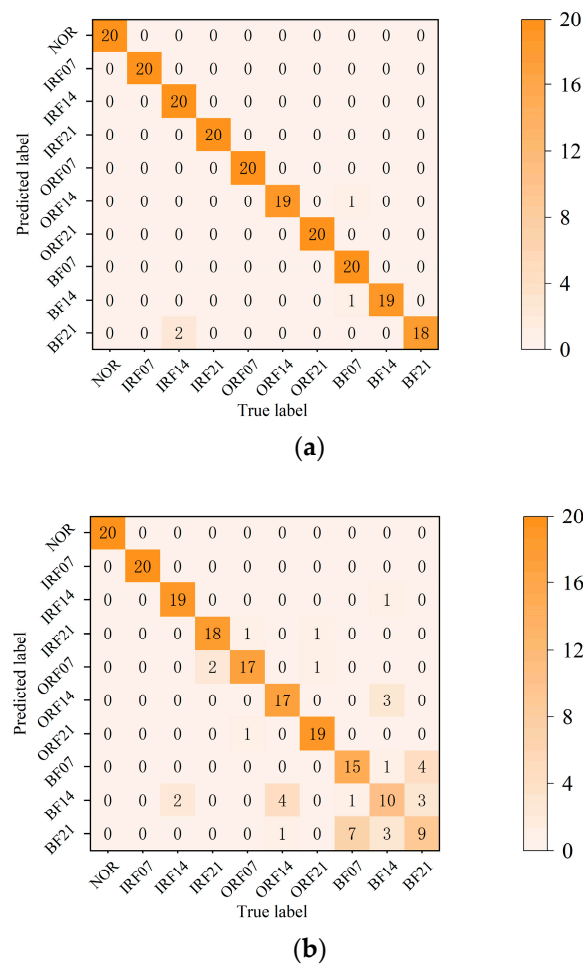 NOR 20 0 0 0 0 0 0 0 0 0
IRF07 0 20 0 0 0 0 0 0 0 0
IRF14 0 0 20 0 0 0 0 0 0 0
IRF21 0 0 0 20 0 0 0 0 0 0
ORF07 0 0 0 0 20 0 0 0 0 0
ORF14 0 0 0 0 0 19 0 1 0 0
ORF21 0 0 0 0 0 0 20 0 0 0
BF07 0 0 0 0 0 0 0 20 0 0
BF14 0 0 0 0 0 0 0 1 19 0
BF21 0 0 2 0 0 0 0 0 0 18
NOR IRF07 IRF14 IRF21 ORF07 ORF14 ORF21 BF07 BF14 BF21
Predicted label
True label
20
16
12
8
4
0
(a)
NOR 20 0 0 0 0 0 0 0 0 0
IRF07 0 20 0 0 0 0 0 0 0 0
IRF14 0 0 19 0 0 0 0 0 1 0
IRF21 0 0 0 18 1 0 1 0 0 0
ORF07 0 0 0 2 17 0 1 0 0 0
ORF14 0 0 0 0 0 17 0 0 3 0
ORF21 0 0 0 0 1 0 19 0 0 0
BF07 0 0 0 0 0 0 0 15 1 4
BF14 0 0 2 0 0 4 0 1 10 3
BF21 0 0 0 0 0 1 0 7 3 9
NOR IRF07 IRF14 IRF21 ORF07 ORF14 ORF21 BF07 BF14 BF21
Predicted label
True label
20
16
12
8
4
0
(b)